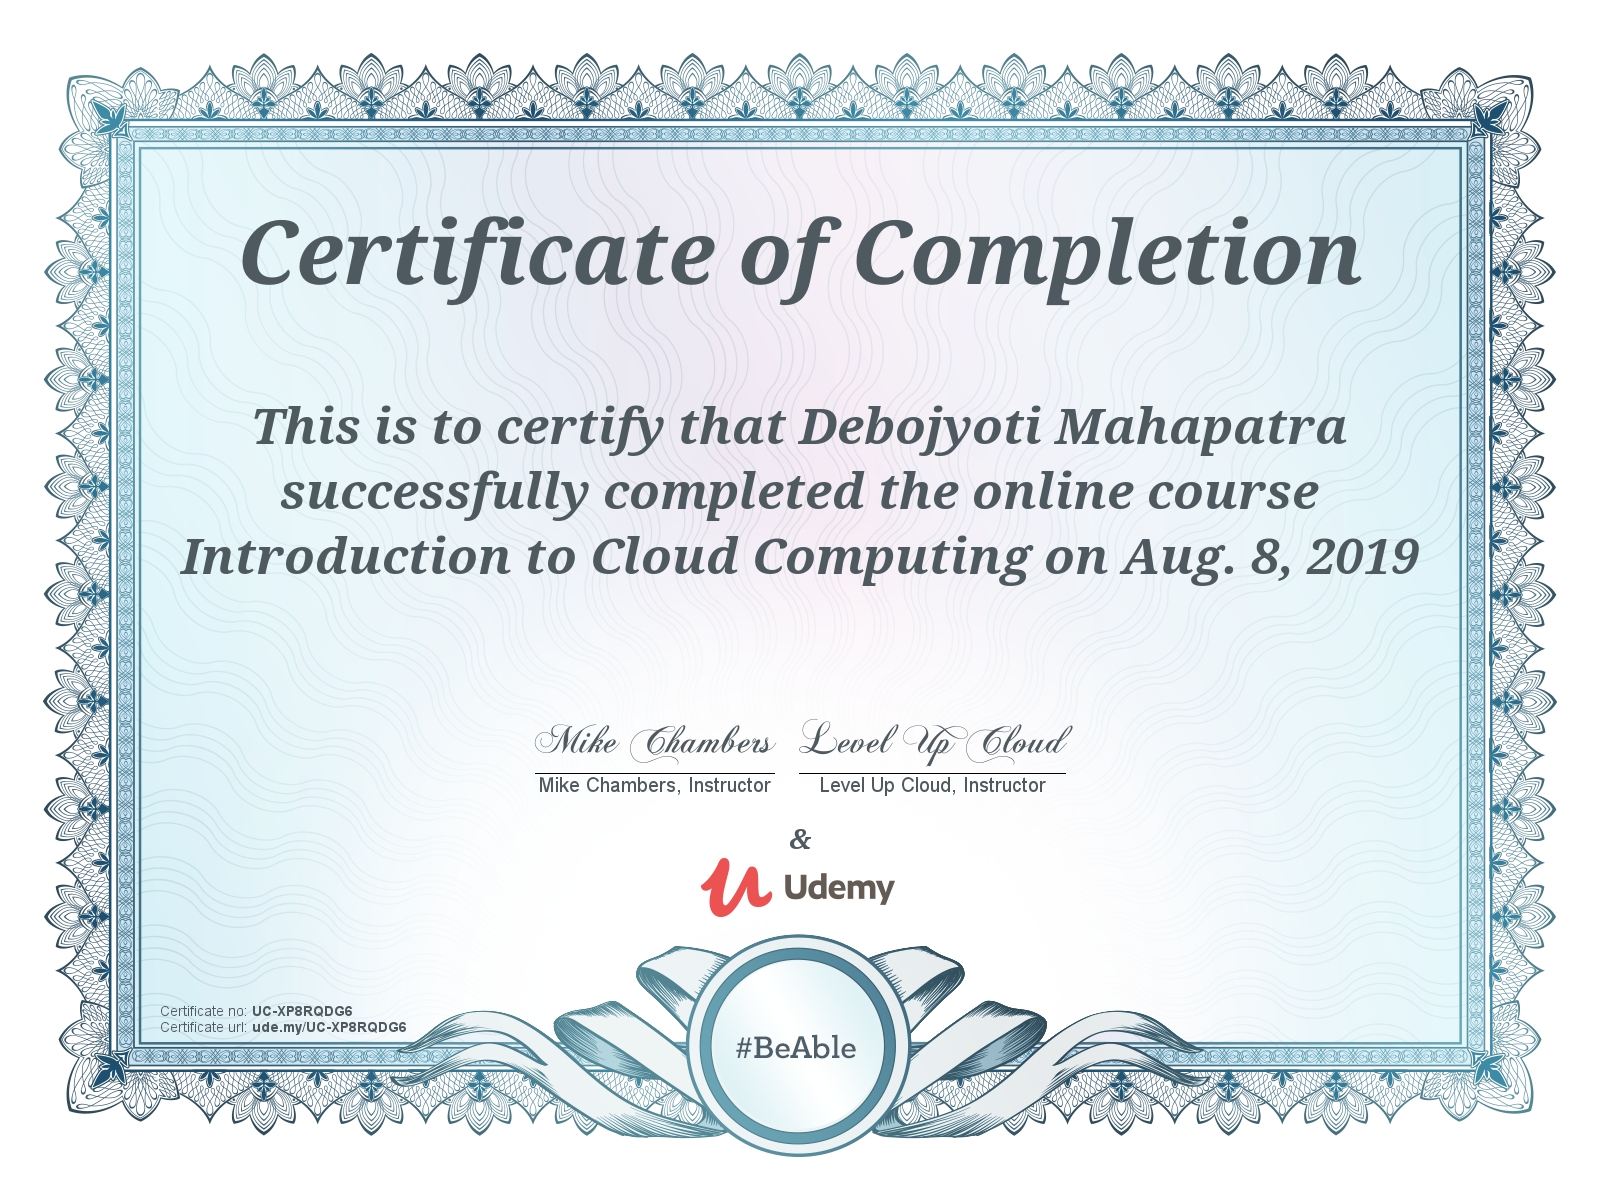 Certificate of Completion
This is to certify that Debojyoti Mahapatra
successfully completed the online course
Introduction to Cloud Computing on Aug. 8, 2019
Mike Chambers Level Up Cloud
Mike Chambers, Instructor Level Up Cloud, Instructor
&
Udemy
Certificate no: UC-XP8RQDG6
Certificate url: ude.my/UC-XP8RQDG6
#BeAble